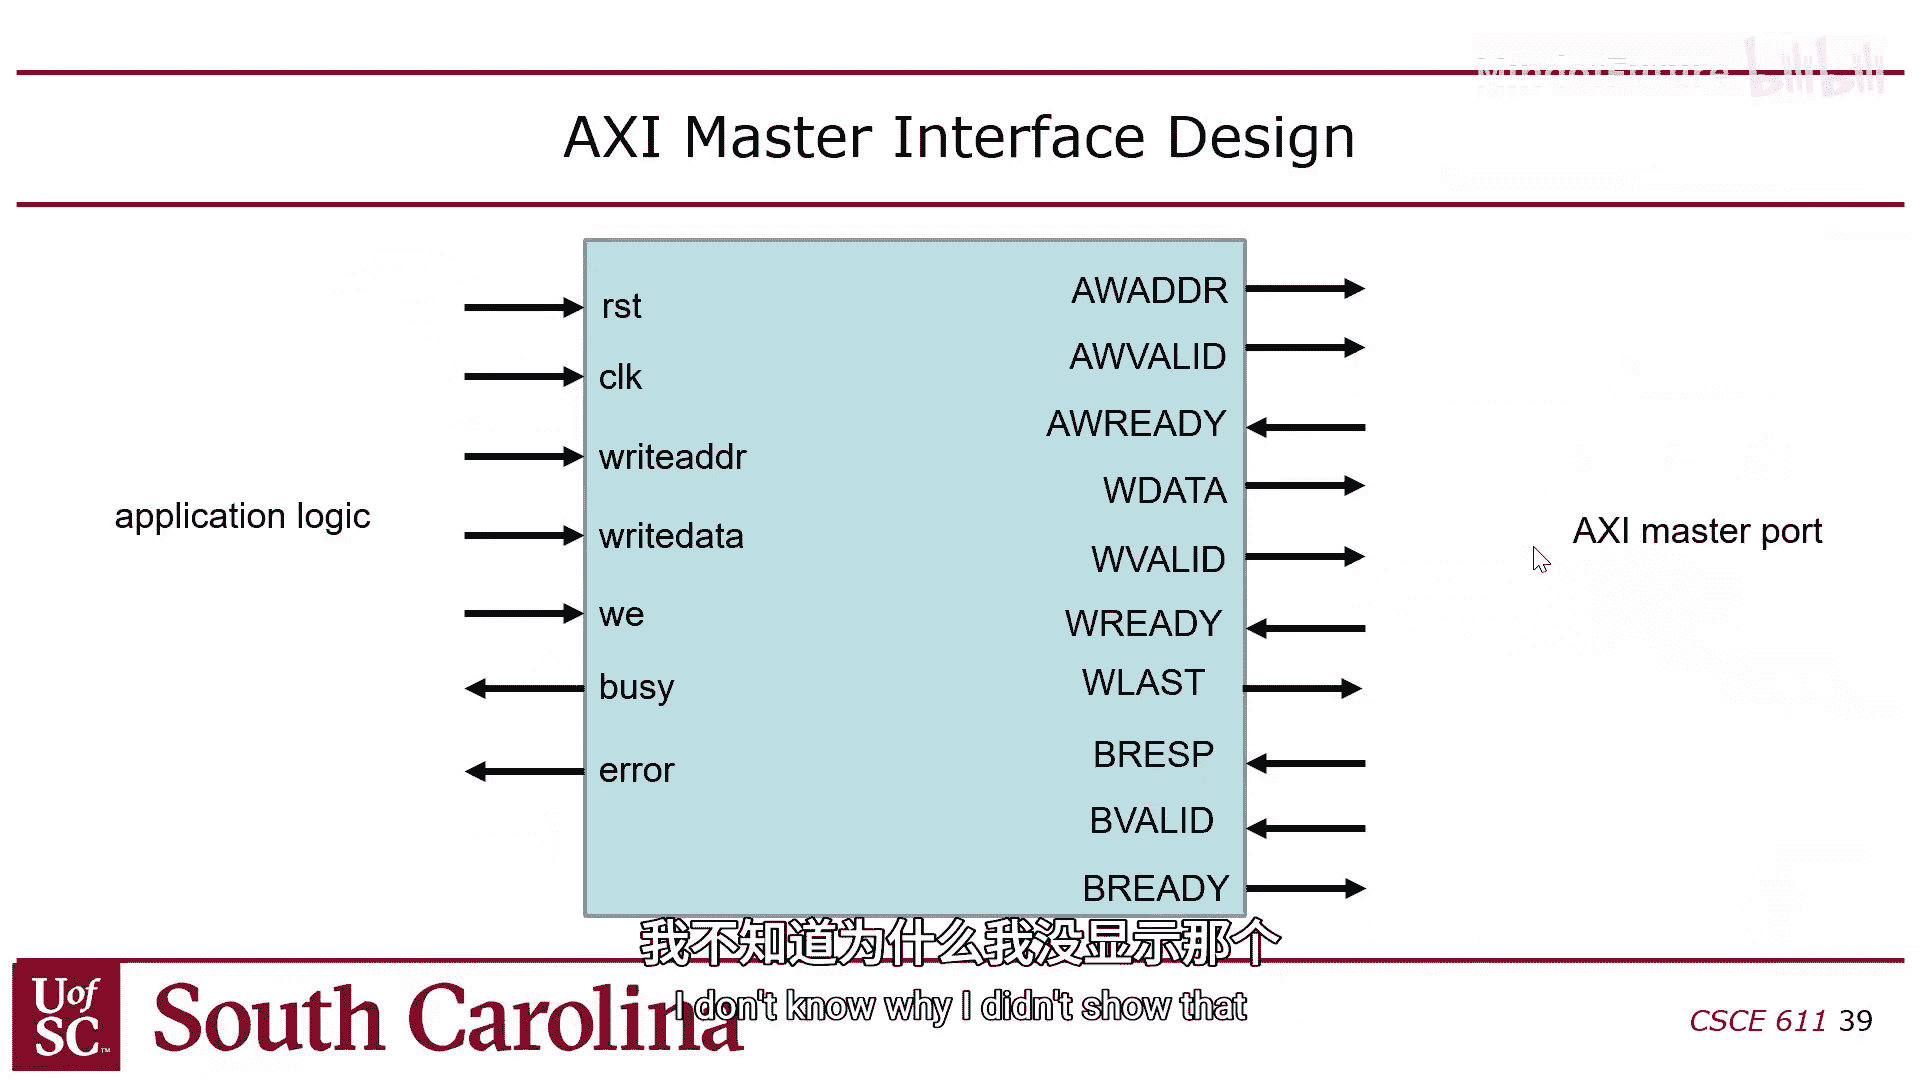 AXI Master Interface Design
rst
clk
writeaddr
writedata
we
busy
error
application logic
AWADDR
AWVALID
AWREADY
WDATA
WVALID
WREADY
WLAST
BRESP
BVALID
BREADY
AXI master port
我不知道为什么我没显示那个
I don't know why I didn't show that
UofSC™
South Carolina
CSCE 611 39
bilibili